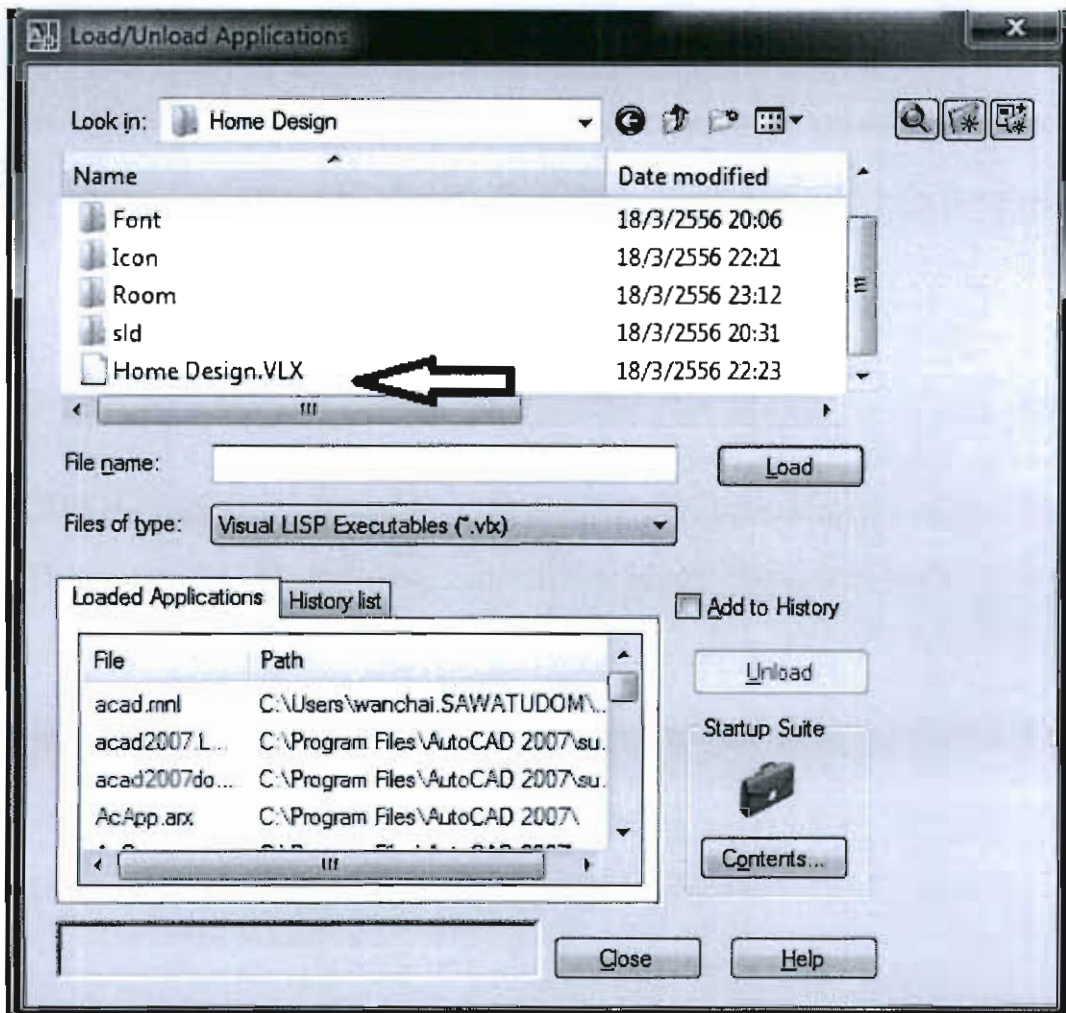 Load/Unload Applications
Look in: Home Design
Name Date modified
Font 18/3/2556 20:06
Icon 18/3/2556 22:21
Room 18/3/2556 23:12
sld 18/3/2556 20:31
Home Design.VLX 18/3/2556 22:23
File name: Load
Files of type: Visual LISP Executables (*.vlx)
Loaded Applications History list Add to History
File Path
Unload
acad.mnl C:\Users\wanchai.SAWATUDOM\...
Startup Suite
acad2007.L... C:\Program Files\AutoCAD 2007\su.
acad2007do... C:\Program Files\AutoCAD 2007\su.
AcApp.arx C:\Program Files\AutoCAD 2007\
Contents...
Close Help